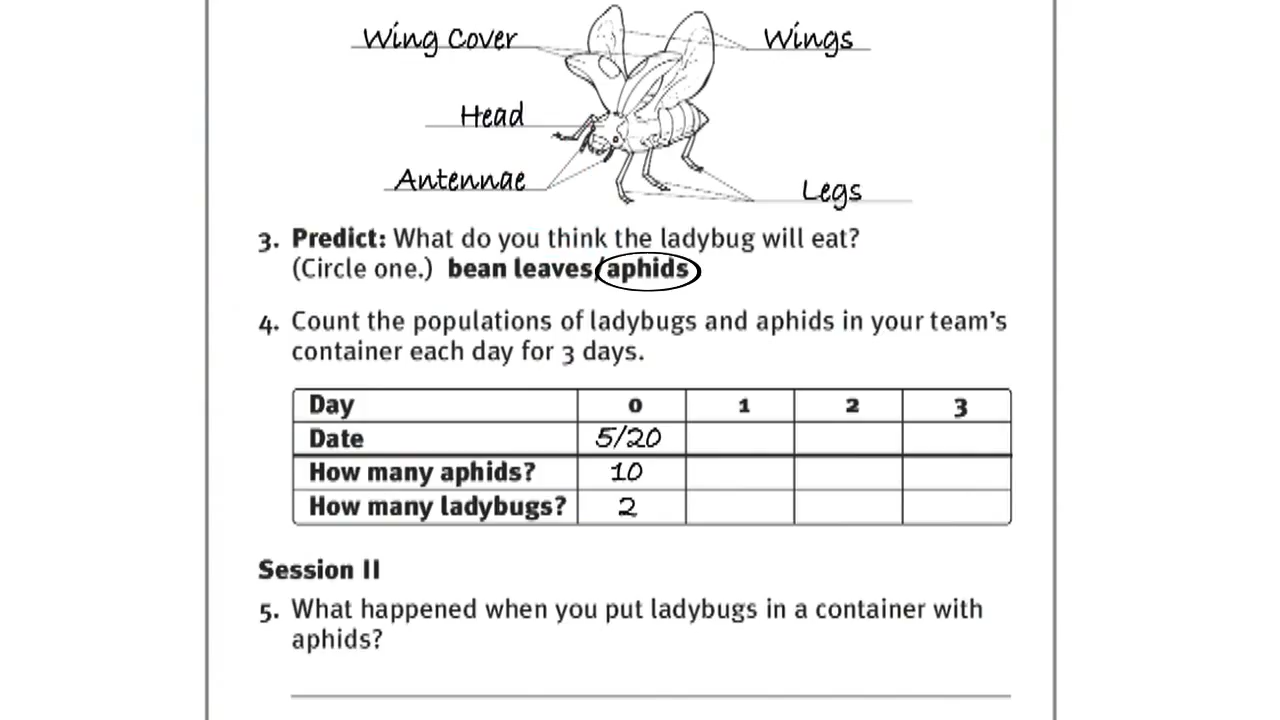 Wing Cover Wings
Head
Antennae Legs
3. Predict: What do you think the ladybug will eat?
(Circle one.) bean leaves/aphids
4. Count the populations of ladybugs and aphids in your team's
container each day for 3 days.
Day 0 1 2 3
Date 5/20
How many aphids? 10
How many ladybugs? 2
Session II
5. What happened when you put ladybugs in a container with
aphids?